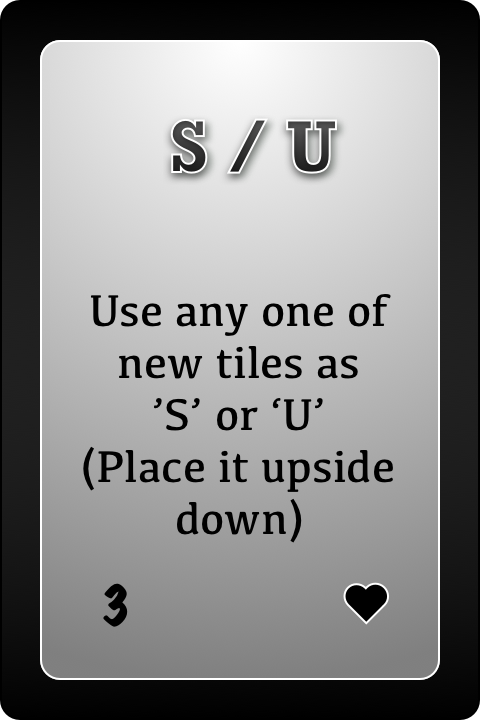 S / U
Use any one of
new tiles as
’S’ or ‘U’
(Place it upside
down)
3